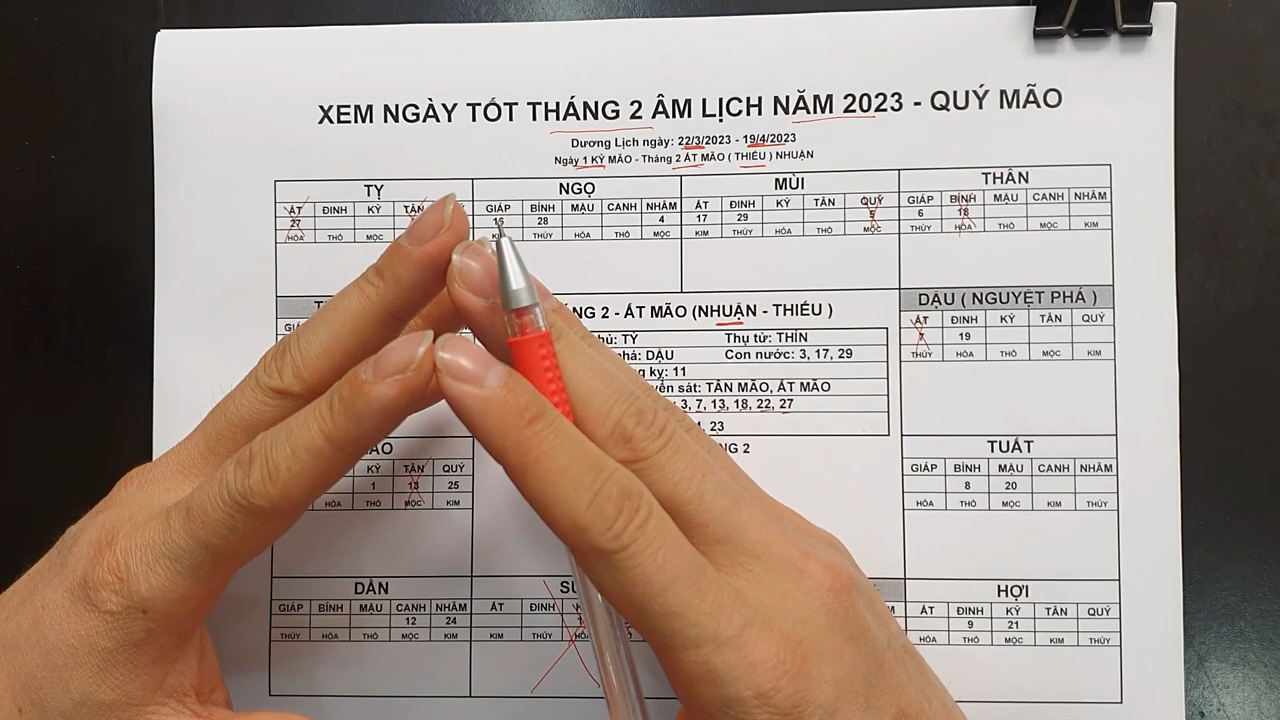 XEM NGÀY TỐT THÁNG 2 ÂM LỊCH NĂM 2023 - QUÝ MÃO
Dương Lịch ngày: 22/3/2023 - 19/4/2023
Ngày 1 KỶ MÃO - Tháng 2 ẤT MÃO ( THIẾU ) NHUẬN
TỴ NGỌ MÙI THÂN
ẤT ĐINH KỶ TÂN GIÁP BÍNH MẬU CANH NHÂM ẤT ĐINH KỶ TÂN QUÝ GIÁP BÍNH MẬU CANH NHÂM
27 16 28 4 17 29 5 6 18
HỎA THỔ MỘC THỦY HỎA THỔ MỘC KIM THỦY HỎA THỔ MỘC THỦY HỎA THỔ MỘC KIM
2 - ẤT MÃO (NHUẬN - THIẾU ) DẬU ( NGUYỆT PHÁ )
TÝ Thụ tử: THÌN
ẤT ĐINH KỶ TÂN QUÝ
DẬU Con nước: 3, 17, 29
7 19
kỵ: 11
THỦY HỎA THỔ MỘC KIM
sát: TÂN MÃO, ẤT MÃO
3, 7, 13, 18, 22, 27
23
2
KỶ TÂN QUÝ
1 13 25
HỎA THỔ MỘC KIM
TUẤT
GIÁP BÍNH MẬU CANH NHÂM
8 20
HỎA THỔ MỘC KIM THỦY
DẦN HỢI
GIÁP BÍNH MẬU CANH NHÂM ẤT ĐINH ẤT ĐINH KỶ TÂN QUÝ
12 24 9 21
THỦY HỎA THỔ MỘC KIM KIM THỦY HỎA HỎA THỔ MỘC KIM THỦY